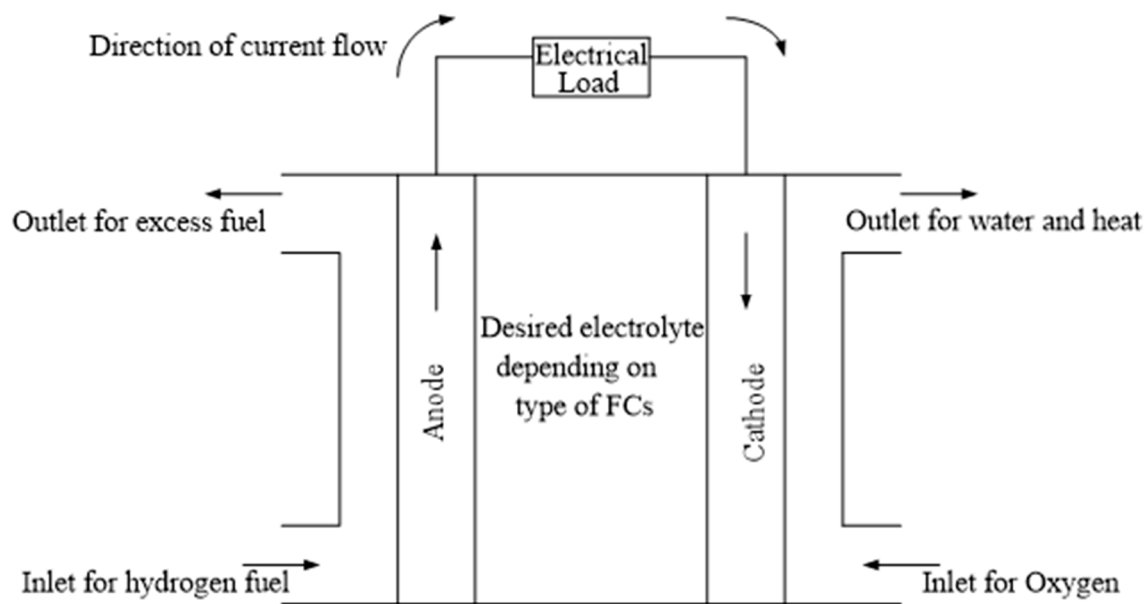 Direction of current flow
Electrical
Load
Outlet for excess fuel
Outlet for water and heat
Desired electrolyte
depending on
type of FCs
Anode
Cathode
Inlet for hydrogen fuel
Inlet for Oxygen